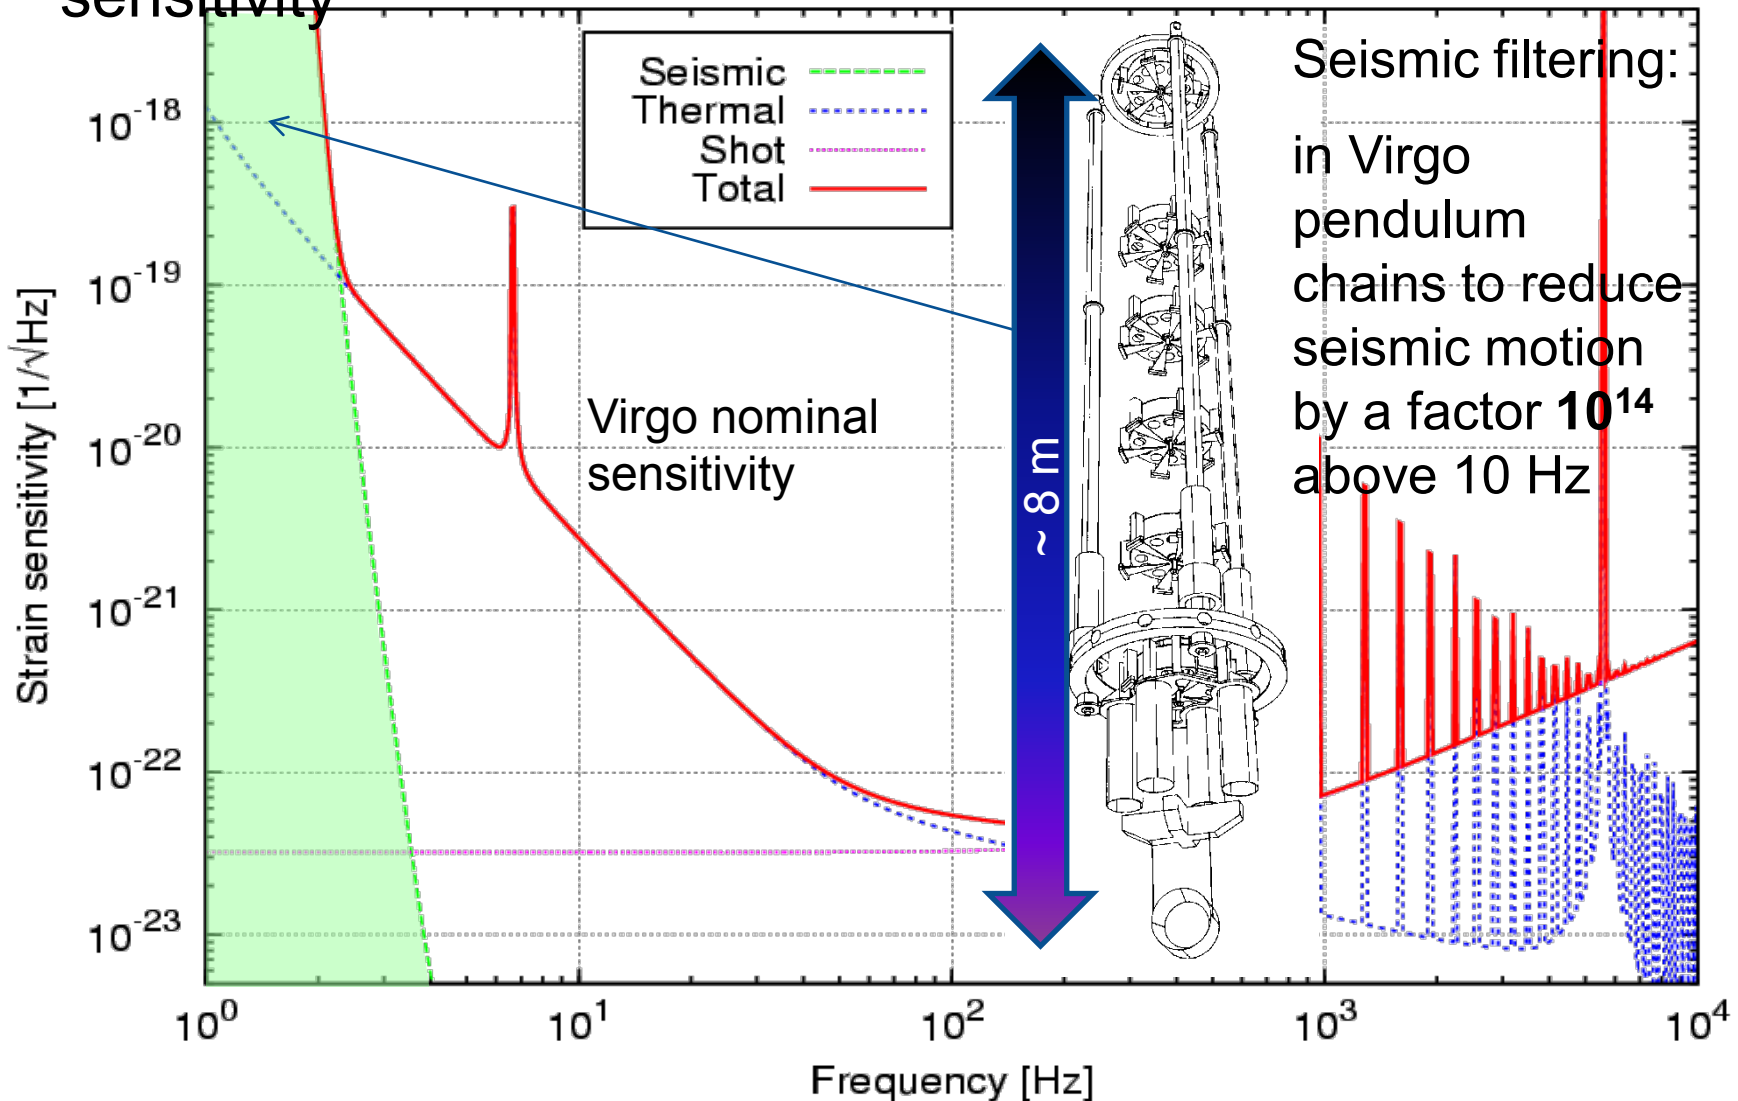 sensitivity
Seismic
Thermal
Shot
Total
Seismic filtering:
in Virgo
pendulum
chains to reduce
seismic motion
by a factor 10¹⁴
above 10 Hz
Virgo nominal
sensitivity
~ 8 m
Strain sensitivity [1/√Hz]
10⁻¹⁸
10⁻¹⁹
10⁻²⁰
10⁻²¹
10⁻²²
10⁻²³
10⁰ 10¹ 10² 10³ 10⁴
Frequency [Hz]